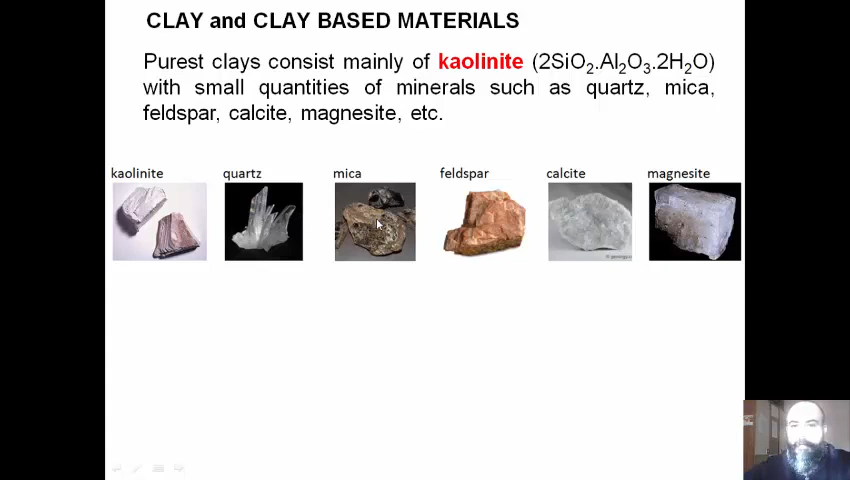 CLAY and CLAY BASED MATERIALS
Purest clays consist mainly of kaolinite (2SiO₂.Al₂O₃.2H₂O)
with small quantities of minerals such as quartz, mica,
feldspar, calcite, magnesite, etc.
kaolinite quartz mica feldspar calcite magnesite